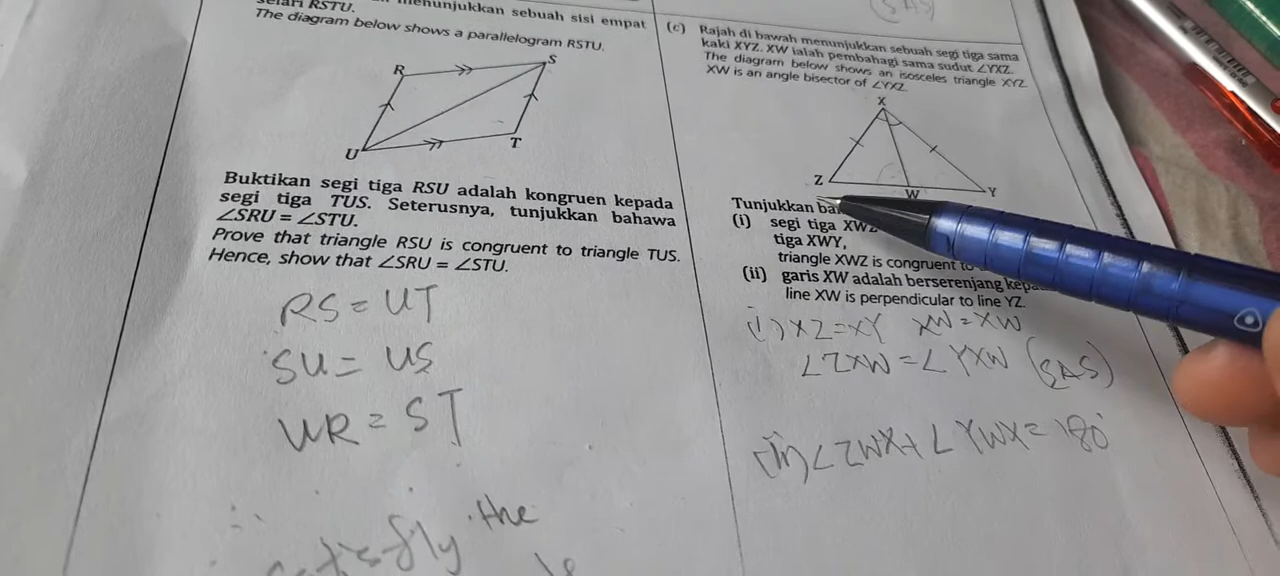 RSTU.
menunjukkan sebuah sisi empat
The diagram below shows a parallelogram RSTU.
R
S
U
T
Buktikan segi tiga RSU adalah kongruen kepada
segi tiga TUS. Seterusnya, tunjukkan bahawa
∠SRU = ∠STU.
Prove that triangle RSU is congruent to triangle TUS.
Hence, show that ∠SRU = ∠STU.
RS = UT
SU = US
UR = ST
∴
satisfy the
(SAS)
(c) Rajah di bawah menunjukkan sebuah segi tiga sama
kaki XYZ. XW ialah pembahagi sama sudut ∠YXZ.
The diagram below shows an isosceles triangle XYZ.
XW is an angle bisector of ∠YXZ.
X
Z
W
Y
Tunjukkan
(i) segi tiga XWZ
tiga XWY,
triangle XWZ is congruent to
(ii) garis XW adalah berserenjang
line XW is perpendicular to line YZ.
(i) XZ = XY XW = XW
∠ZXW = ∠YXW (SAS)
(ii) ∠ZWX + ∠YWX = 180°